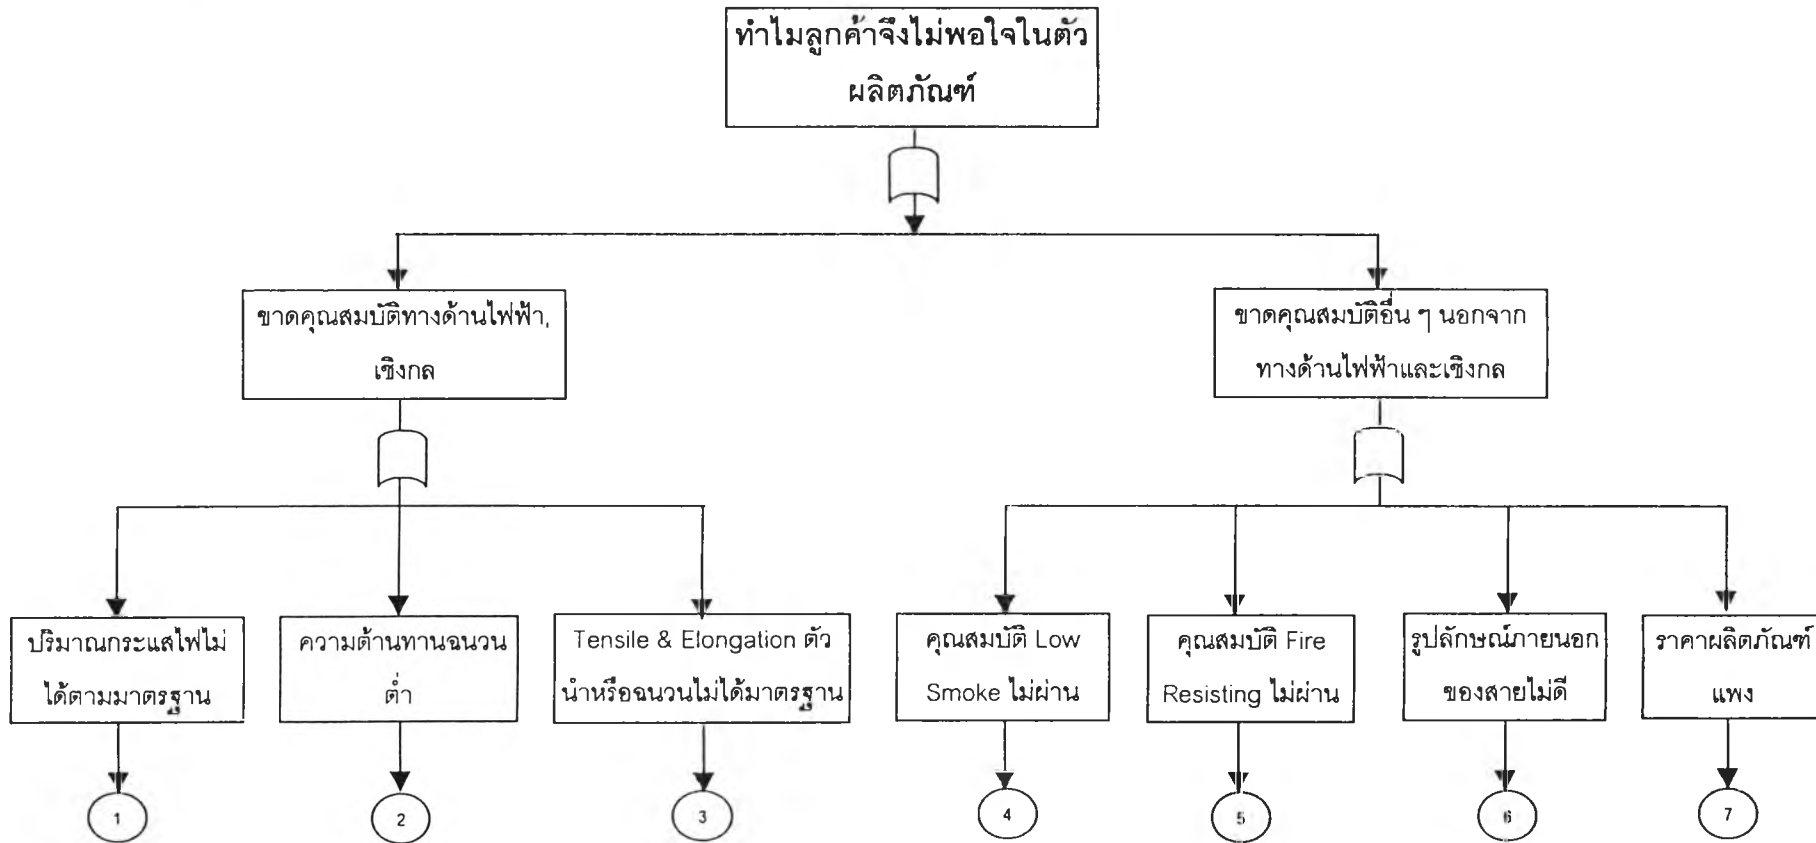 ทำไมลูกค้าจึงไม่พอใจในตัว
ผลิตภัณฑ์
ขาดคุณสมบัติทางด้านไฟฟ้า,
เชิงกล
ขาดคุณสมบัติอื่น ๆ นอกจาก
ทางด้านไฟฟ้าและเชิงกล
ปริมาณกระแสไฟไม่
ได้ตามมาตรฐาน
ความต้านทานฉนวน
ต่ำ
Tensile & Elongation ตัว
นำหรือฉนวนไม่ได้มาตรฐาน
คุณสมบัติ Low
Smoke ไม่ผ่าน
คุณสมบัติ Fire
Resisting ไม่ผ่าน
รูปลักษณ์ภายนอก
ของสายไม่ดี
ราคาผลิตภัณฑ์
แพง
1
2
3
4
5
6
7